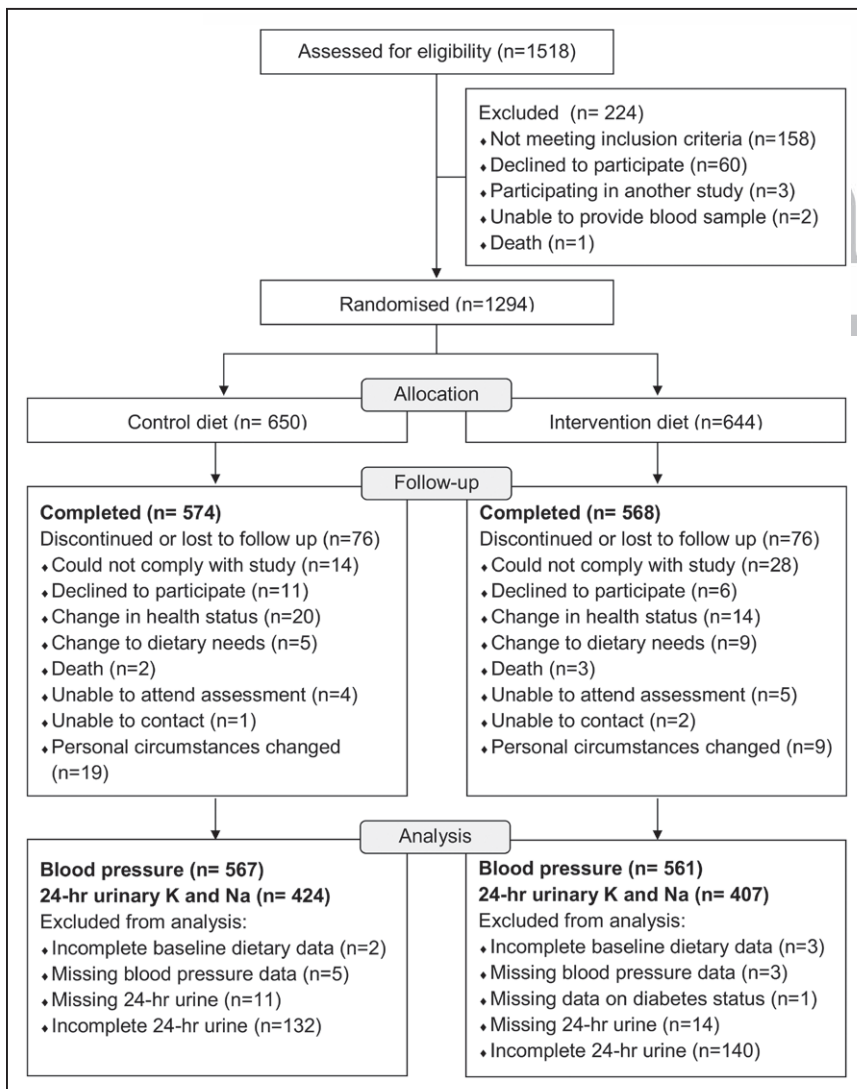 Assessed for eligibility (n=1518)
Excluded (n= 224)
⬧Not meeting inclusion criteria (n=158)
⬧Declined to participate (n=60)
⬧Participating in another study (n=3)
⬧Unable to provide blood sample (n=2)
⬧Death (n=1)
Randomised (n=1294)
Allocation
Control diet (n= 650)
Intervention diet (n=644)
Follow-up
Completed (n= 574)
Discontinued or lost to follow up (n=76)
⬧Could not comply with study (n=14)
⬧Declined to participate (n=11)
⬧Change in health status (n=20)
⬧Change to dietary needs (n=5)
⬧Death (n=2)
⬧Unable to attend assessment (n=4)
⬧Unable to contact (n=1)
⬧Personal circumstances changed
(n=19)
Completed (n= 568)
Discontinued or lost to follow up (n=76)
⬧Could not comply with study (n=28)
⬧Declined to participate (n=6)
⬧Change in health status (n=14)
⬧Change to dietary needs (n=9)
⬧Death (n=3)
⬧Unable to attend assessment (n=5)
⬧Unable to contact (n=2)
⬧Personal circumstances changed (n=9)
Analysis
Blood pressure (n= 567)
24-hr urinary K and Na (n= 424)
Excluded from analysis:
⬧Incomplete baseline dietary data (n=2)
⬧Missing blood pressure data (n=5)
⬧Missing 24-hr urine (n=11)
⬧Incomplete 24-hr urine (n=132)
Blood pressure (n= 561)
24-hr urinary K and Na (n= 407)
Excluded from analysis:
⬧Incomplete baseline dietary data (n=3)
⬧Missing blood pressure data (n=3)
⬧Missing data on diabetes status (n=1)
⬧Missing 24-hr urine (n=14)
⬧Incomplete 24-hr urine (n=140)